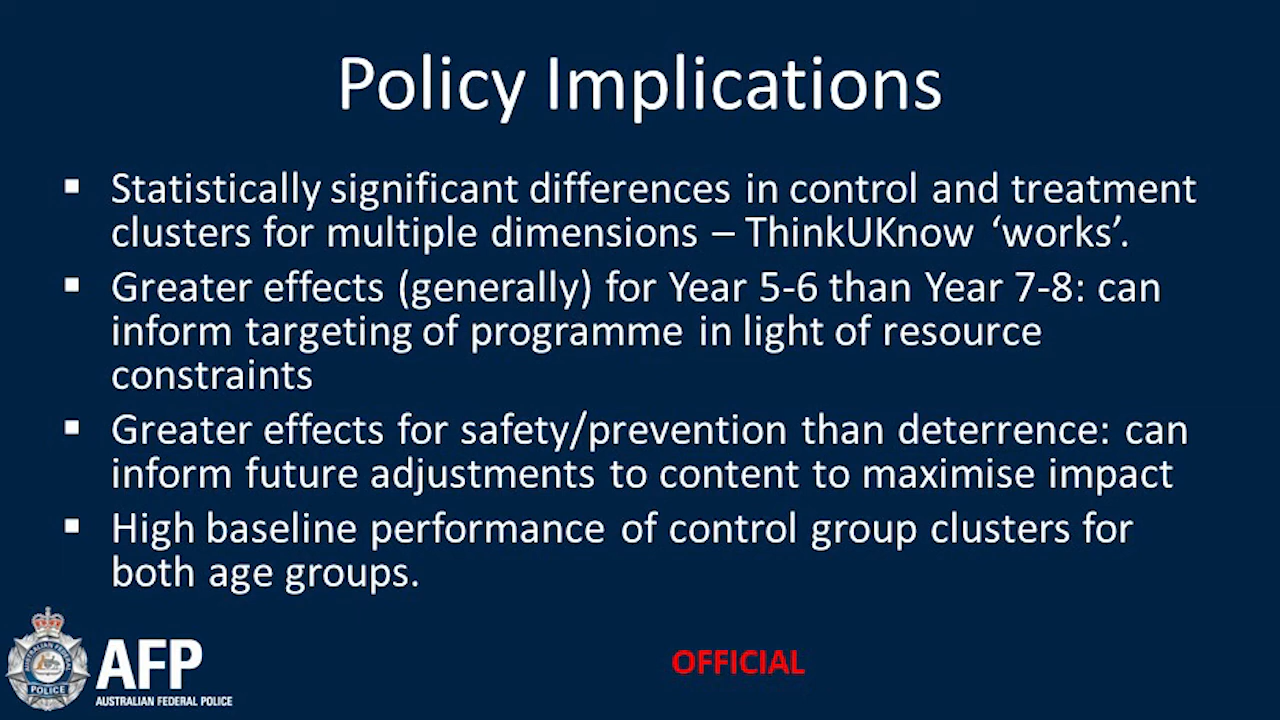 Policy Implications
▪ Statistically significant differences in control and treatment
clusters for multiple dimensions – ThinkUKnow ‘works’.
▪ Greater effects (generally) for Year 5-6 than Year 7-8: can
inform targeting of programme in light of resource
constraints
▪ Greater effects for safety/prevention than deterrence: can
inform future adjustments to content to maximise impact
▪ High baseline performance of control group clusters for
both age groups.
AUSTRALIAN FEDERAL
POLICE
AFP
AUSTRALIAN FEDERAL POLICE
OFFICIAL